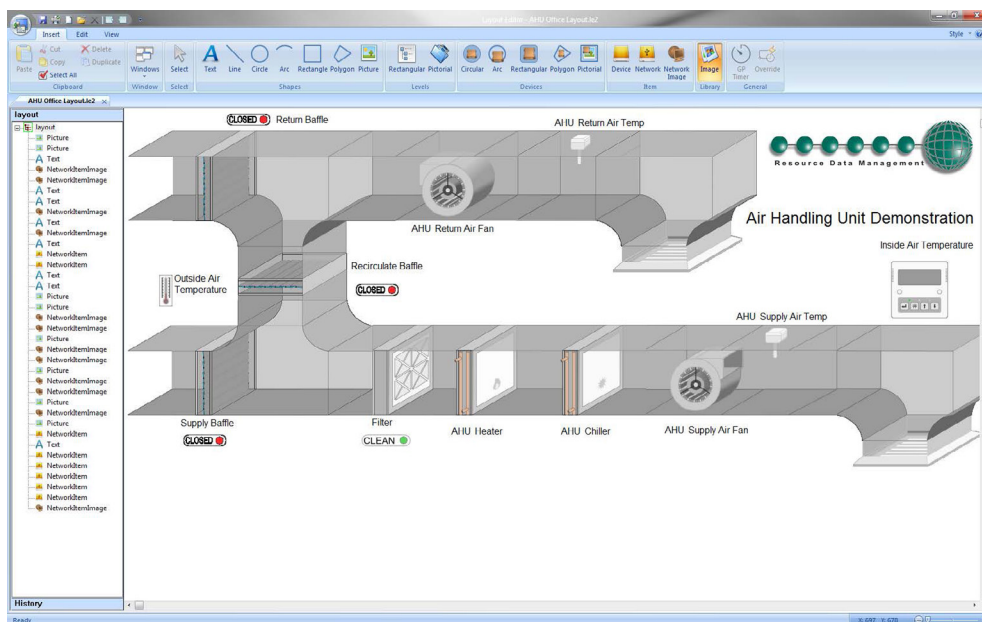 Layout Editor - AHU Office Layout.le2
Insert Edit View
Style
Paste
Cut
Copy
Select All
Delete
Duplicate
Clipboard
Windows
Window
Select
Select
Text Line Circle Arc Rectangle Polygon Picture
Shapes
Rectangular Pictorial
Levels
Circular Arc Rectangular Polygon Pictorial
Devices
Device Network Network Image
Item
Image
Library
GP Timer
Override
General
AHU Office Layout.le2
layout
layout
Picture
Picture
Text
NetworkItemImage
NetworkItemImage
Text
Text
NetworkItemImage
Text
NetworkItemImage
Text
NetworkItem
NetworkItem
Text
Text
Picture
Picture
NetworkItemImage
NetworkItemImage
Picture
NetworkItemImage
NetworkItemImage
Picture
NetworkItemImage
NetworkItemImage
Picture
NetworkItemImage
Picture
NetworkItem
Text
NetworkItem
NetworkItem
NetworkItem
NetworkItem
NetworkItemImage
History
Ready
CLOSED Return Baffle
AHU Return Air Temp
Resource Data Management
AHU Return Air Fan
Air Handling Unit Demonstration
Inside Air Temperature
Outside Air
Temperature
Recirculate Baffle
CLOSED
AHU Supply Air Temp
Supply Baffle
CLOSED
Filter
CLEAN
AHU Heater
AHU Chiller
AHU Supply Air Fan
X: 697 Y: 678